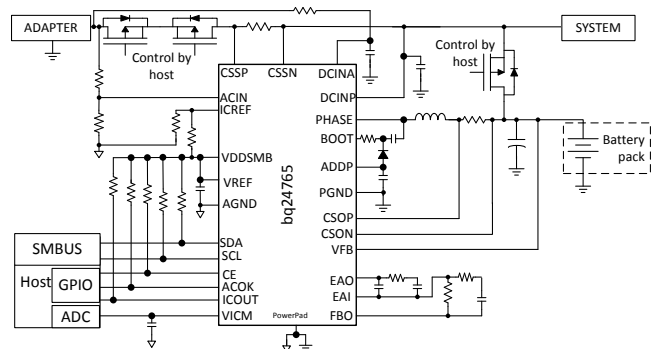 ADAPTER
SYSTEM
Control by
host
Control by
host
CSSP
CSSN
DCINA
DCINP
ACIN
ICREF
PHASE
BOOT
VDDSMB
ADDP
VREF
AGND
PGND
bq24765
Battery
pack
CSOP
CSON
VFB
SMBUS
SDA
SCL
Host
GPIO
CE
ACOK
ICOUT
ADC
VICM
EAO
EAI
FBO
PowerPad